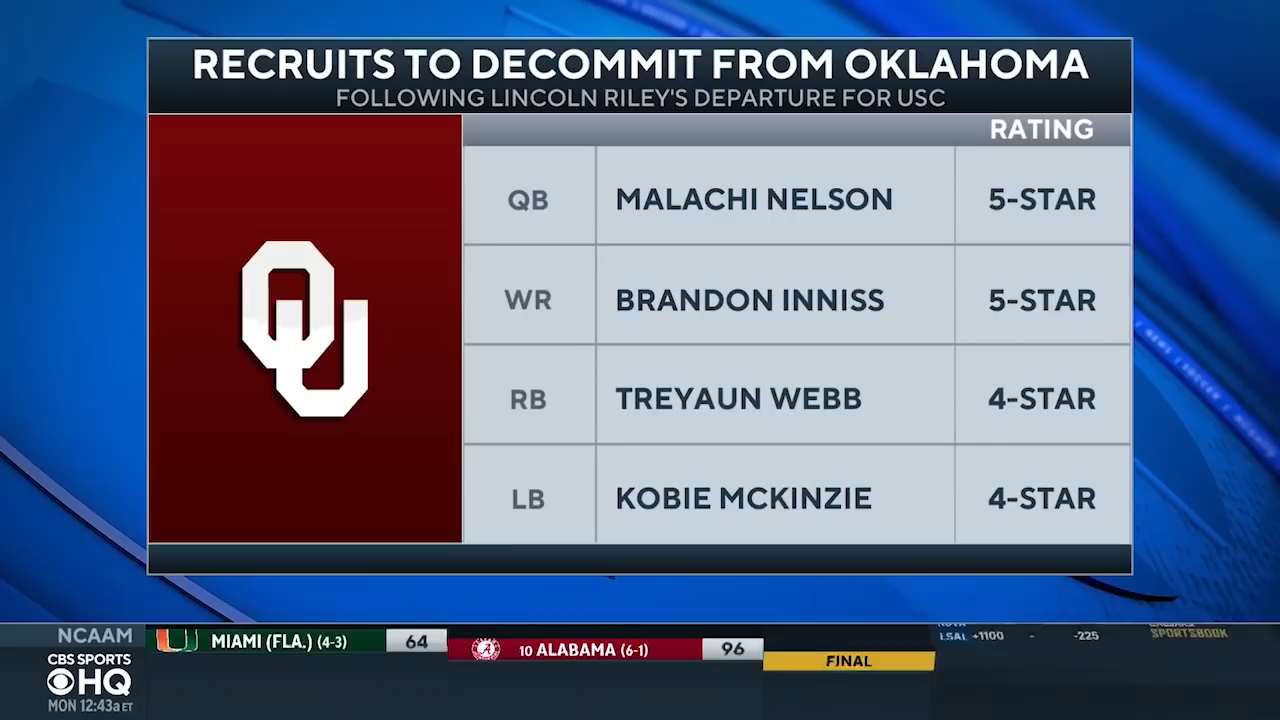 RECRUITS TO DECOMMIT FROM OKLAHOMA
FOLLOWING LINCOLN RILEY'S DEPARTURE FOR USC
RATING
QB MALACHI NELSON 5-STAR
WR BRANDON INNISS 5-STAR
RB TREYAUN WEBB 4-STAR
LB KOBIE MCKINZIE 4-STAR
OU
NCAAM
MIAMI (FLA.) (4-3) 64
10 ALABAMA (6-1) 96
FINAL
+1100 - -225
SPORTSBOOK
CBS SPORTS
HQ
MON 12:43a ET